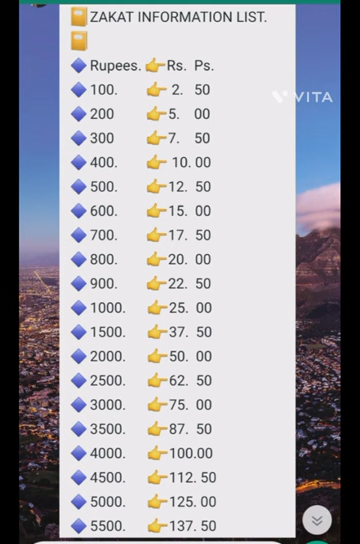 📒ZAKAT INFORMATION LIST.
📒
🔷Rupees. 👉Rs. Ps.
🔷100. 👉 2. 50
🔷200 👉5. 00
🔷300 👉7. 50
🔷400. 👉 10. 00
🔷500. 👉12. 50
🔷600. 👉15. 00
🔷700. 👉17. 50
🔷800. 👉20. 00
🔷900. 👉22. 50
🔷1000. 👉25. 00
🔷1500. 👉37. 50
🔷2000. 👉50. 00
🔷2500. 👉62. 50
🔷3000. 👉75. 00
🔷3500. 👉87. 50
🔷4000. 👉100.00
🔷4500. 👉112. 50
🔷5000. 👉125. 00
🔷5500. 👉137. 50
VITA